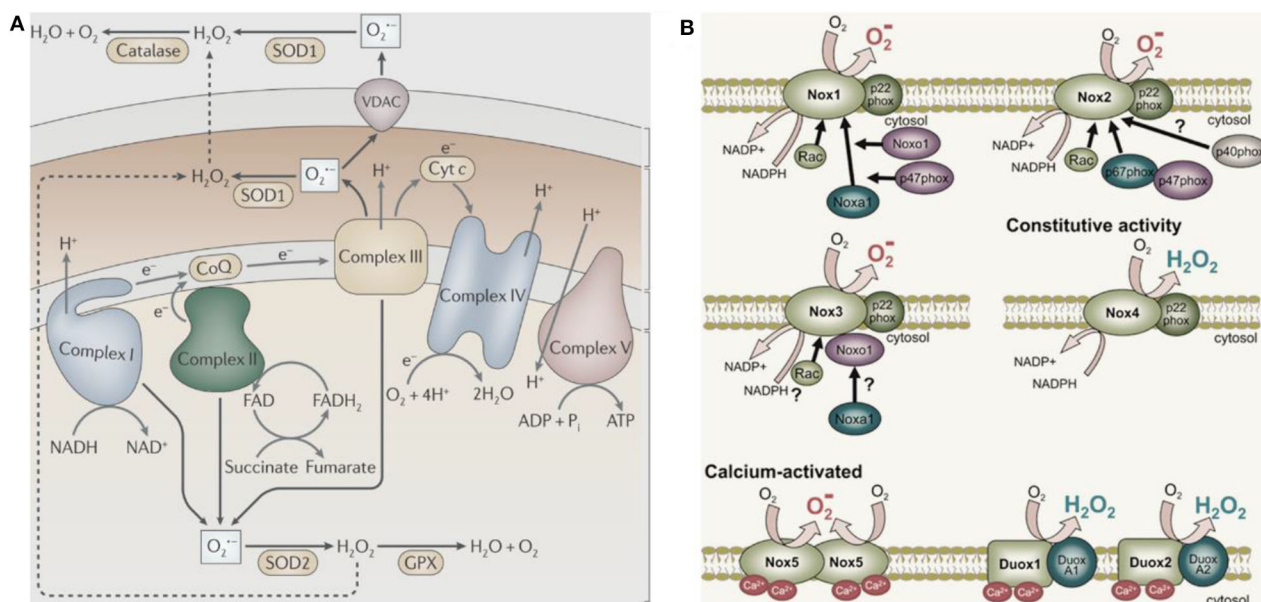 A
H₂O + O₂
Catalase
H₂O₂
SOD1
O₂•−
VDAC
H₂O₂
SOD1
O₂•−
H⁺
e⁻
Cyt c
H⁺
H⁺
H⁺
e⁻
CoQ
e⁻
Complex III
e⁻
Complex IV
Complex I
Complex II
Complex V
e⁻
O₂ + 4H⁺
2H₂O
H⁺
FAD
FADH₂
ADP + Pᵢ
ATP
NADH
NAD⁺
Succinate
Fumarate
O₂•−
SOD2
H₂O₂
GPX
H₂O + O₂
B
O₂
O₂⁻
Nox1
p22
phox
cytosol
NADP+
NADPH
Rac
Noxo1
p47phox
Noxa1
O₂
O₂⁻
Nox2
p22
phox
cytosol
?
NADP+
NADPH
Rac
p67phox
p47phox
p40phox
O₂
O₂⁻
Nox3
p22
phox
cytosol
NADP+
NADPH
Rac
?
Noxo1
?
Noxa1
Constitutive activity
O₂
H₂O₂
Nox4
p22
phox
cytosol
NADP+
NADPH
Calcium-activated
O₂
O₂⁻
O₂
Nox5
Nox5
Ca²⁺
Ca²⁺
Ca²⁺
Ca²⁺
O₂
H₂O₂
Duox1
Duox
A1
Ca²⁺
Ca²⁺
O₂
H₂O₂
Duox2
Duox
A2
Ca²⁺
Ca²⁺
cytosol